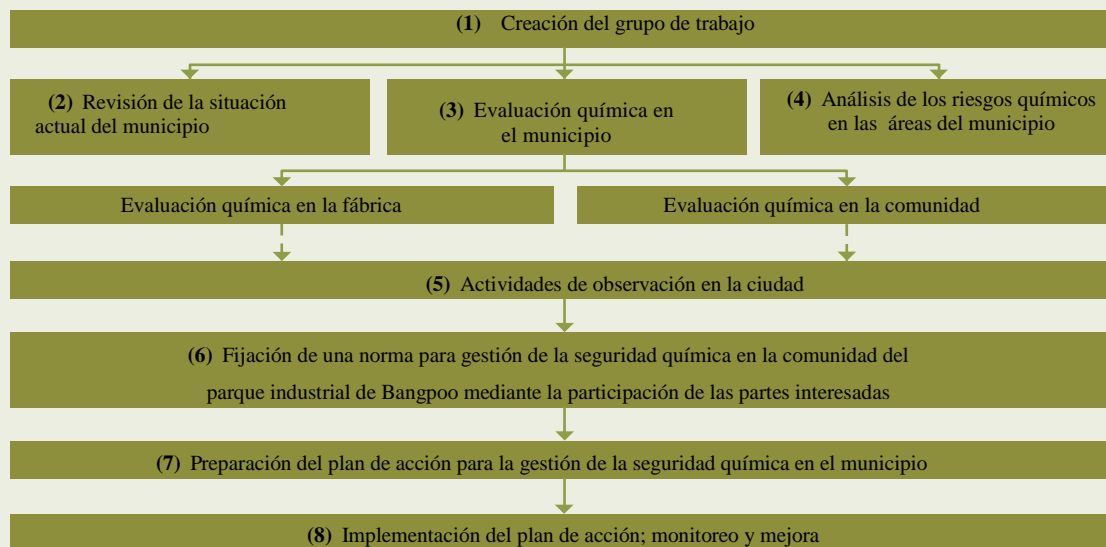 (1) Creación del grupo de trabajo
(2) Revisión de la situación
actual del municipio
(3) Evaluación química en
el municipio
(4) Análisis de los riesgos químicos
en las áreas del municipio
Evaluación química en la fábrica
Evaluación química en la comunidad
(5) Actividades de observación en la ciudad
(6) Fijación de una norma para gestión de la seguridad química en la comunidad del
parque industrial de Bangpoo mediante la participación de las partes interesadas
(7) Preparación del plan de acción para la gestión de la seguridad química en el municipio
(8) Implementación del plan de acción; monitoreo y mejora